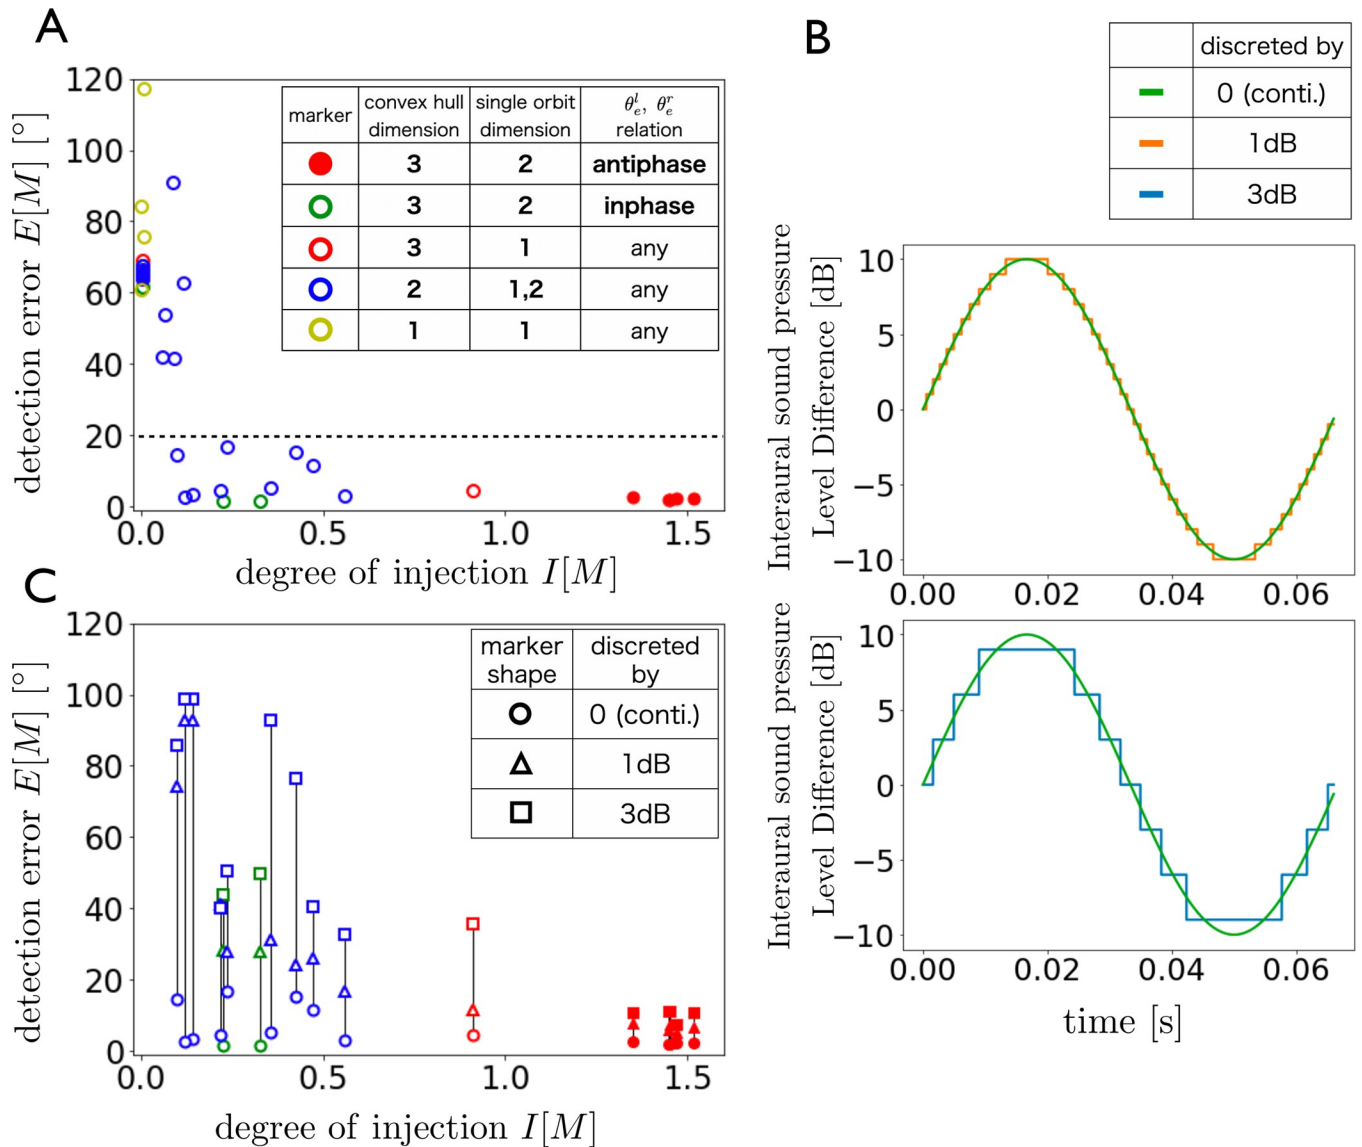 A
detection error E[M] [°]
120
100
80
60
40
20
0
0.0 0.5 1.0 1.5
degree of injection I[M]
marker convex hull dimension single orbit dimension θ_e^l, θ_e^r relation
3 2 antiphase
3 2 inphase
3 1 any
2 1,2 any
1 1 any
B
discreted by
0 (conti.)
1dB
3dB
Interaural sound pressure
Level Difference [dB]
10
5
0
−5
−10
0.00 0.02 0.04 0.06
Interaural sound pressure
Level Difference [dB]
10
5
0
−5
−10
0.00 0.02 0.04 0.06
time [s]
C
detection error E[M] [°]
120
100
80
60
40
20
0
0.0 0.5 1.0 1.5
degree of injection I[M]
marker shape discreted by
0 (conti.)
1dB
3dB